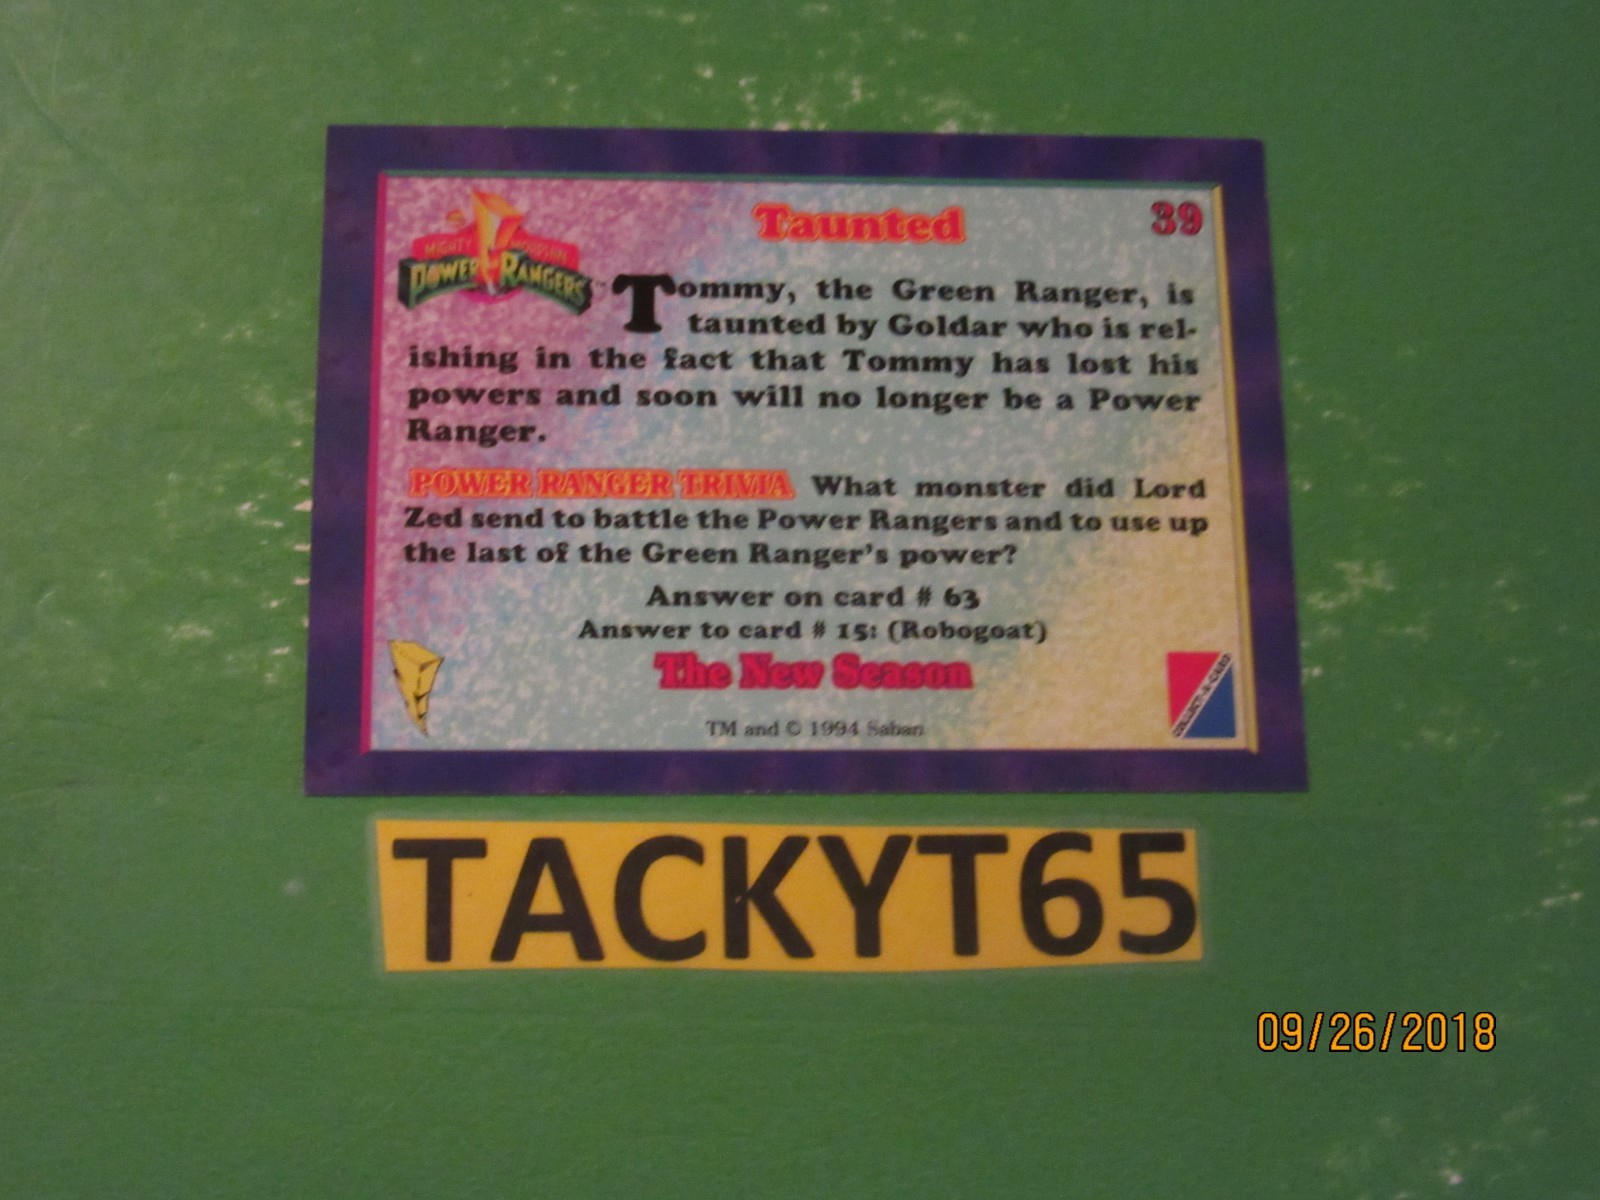 Taunted
39
MIGHTY MORPHIN
POWER RANGERS
Tommy, the Green Ranger, is
taunted by Goldar who is rel-
ishing in the fact that Tommy has lost his
powers and soon will no longer be a Power
Ranger.
POWER RANGER TRIVIA What monster did Lord
Zed send to battle the Power Rangers and to use up
the last of the Green Ranger's power?
Answer on card # 63
Answer to card # 15: (Robogoat)
The New Season
COLLECT-A-CARD
TM and © 1994 Saban
TACKYT65
09/26/2018